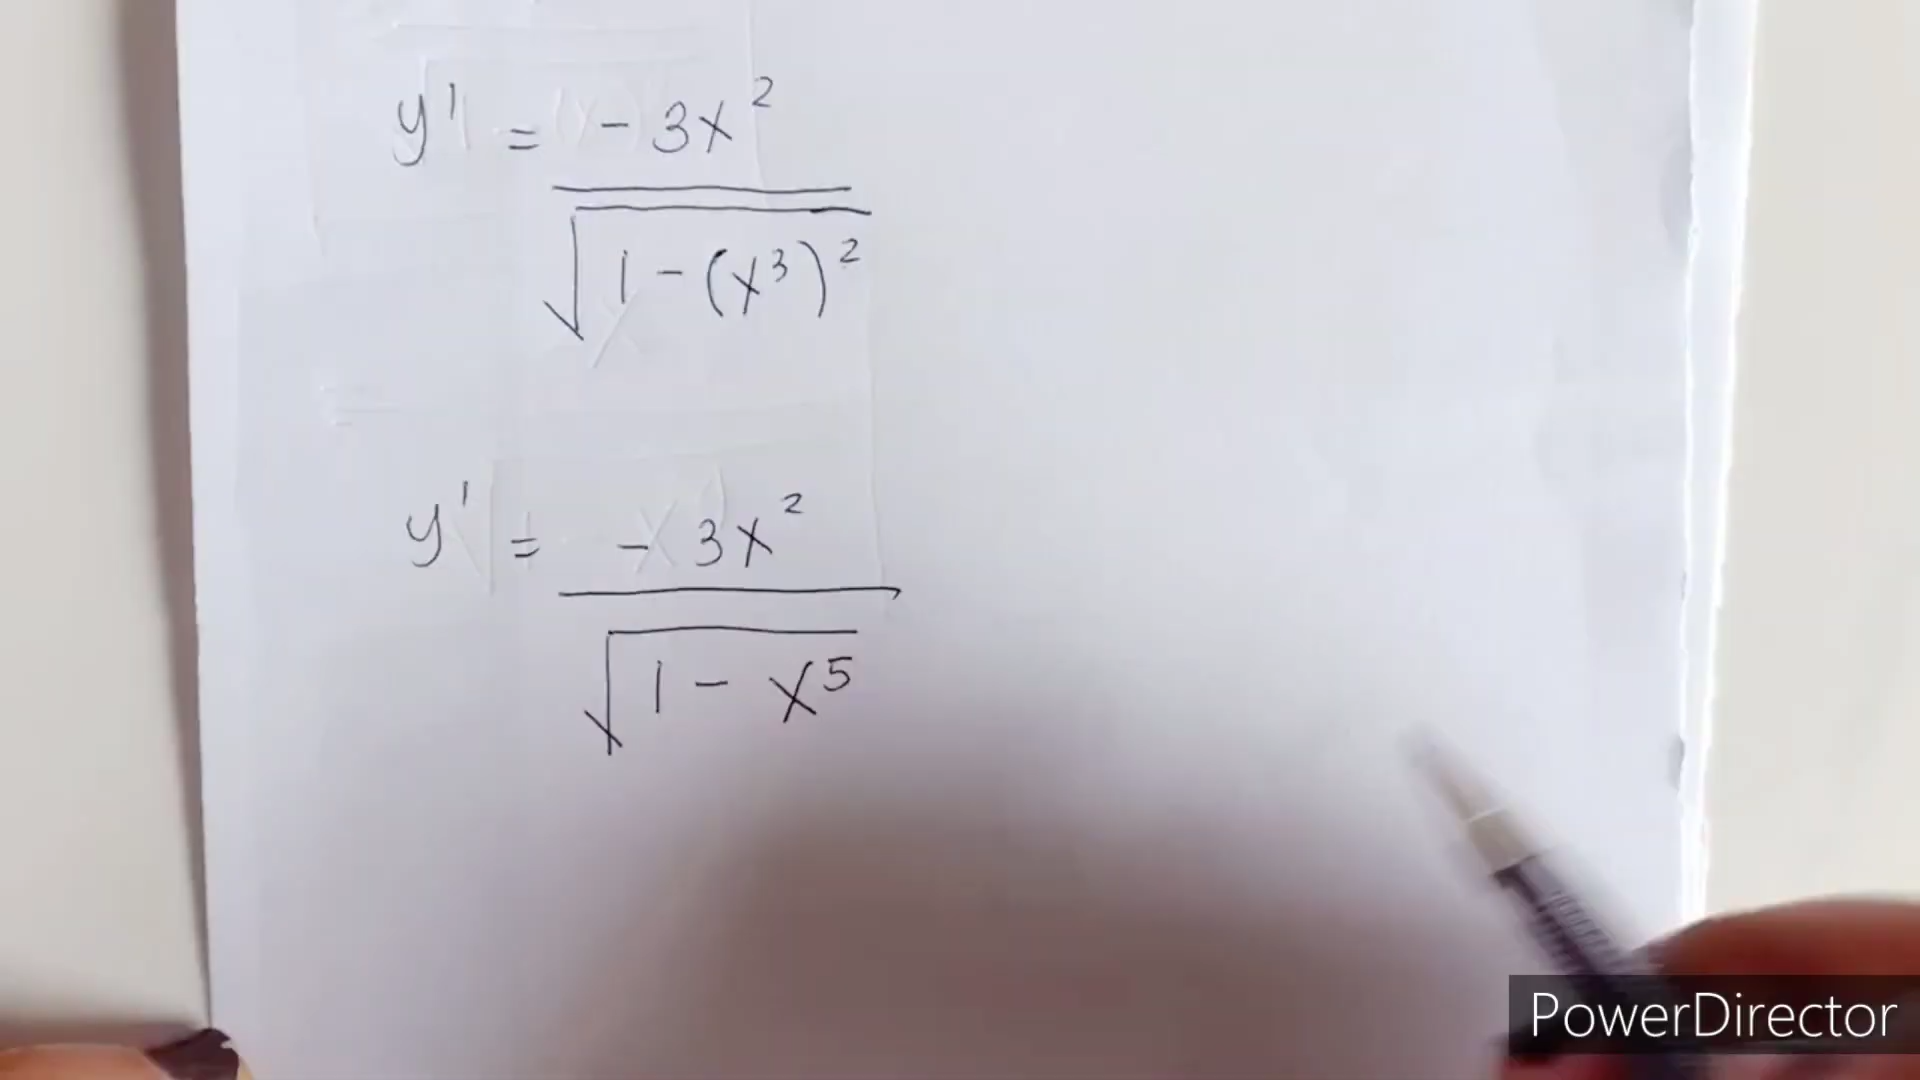 y' = - 3x²
√1 - (x³)²
y' = - 3x²
√1 - x⁵
PowerDirector